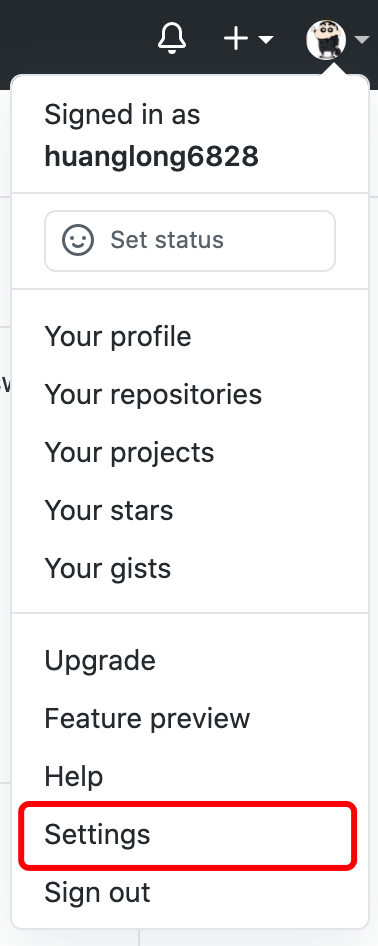 Signed in as
huanglong6828
Set status
Your profile
Your repositories
Your projects
Your stars
Your gists
Upgrade
Feature preview
Help
Settings
Sign out